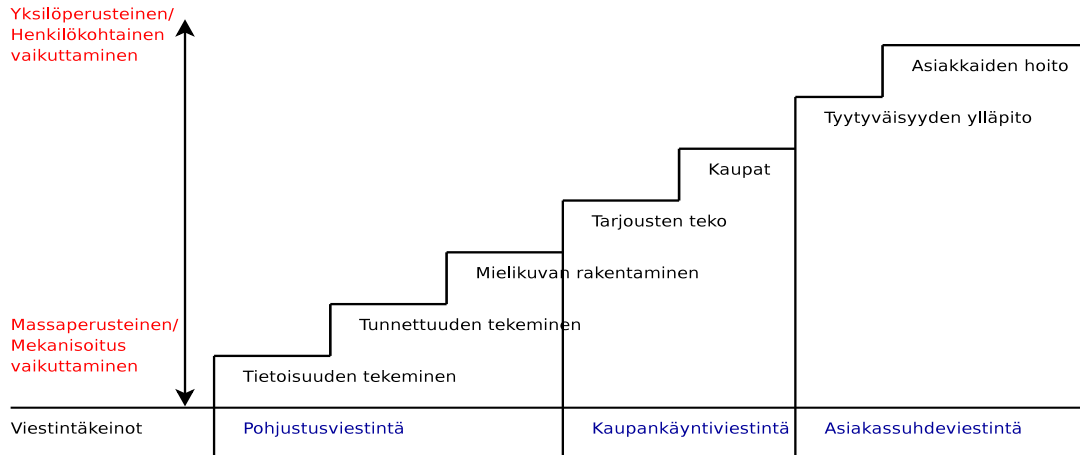 Yksilöperusteinen/
Henkilökohtainen
vaikuttaminen
Asiakkaiden hoito
Tyytyväisyyden ylläpito
Kaupat
Tarjousten teko
Mielikuvan rakentaminen
Tunnettuuden tekeminen
Massaperusteinen/
Mekanisoitus
vaikuttaminen
Tietoisuuden tekeminen
Viestintäkeinot
Pohjustusviestintä
Kaupankäyntiviestintä
Asiakassuhdeviestintä